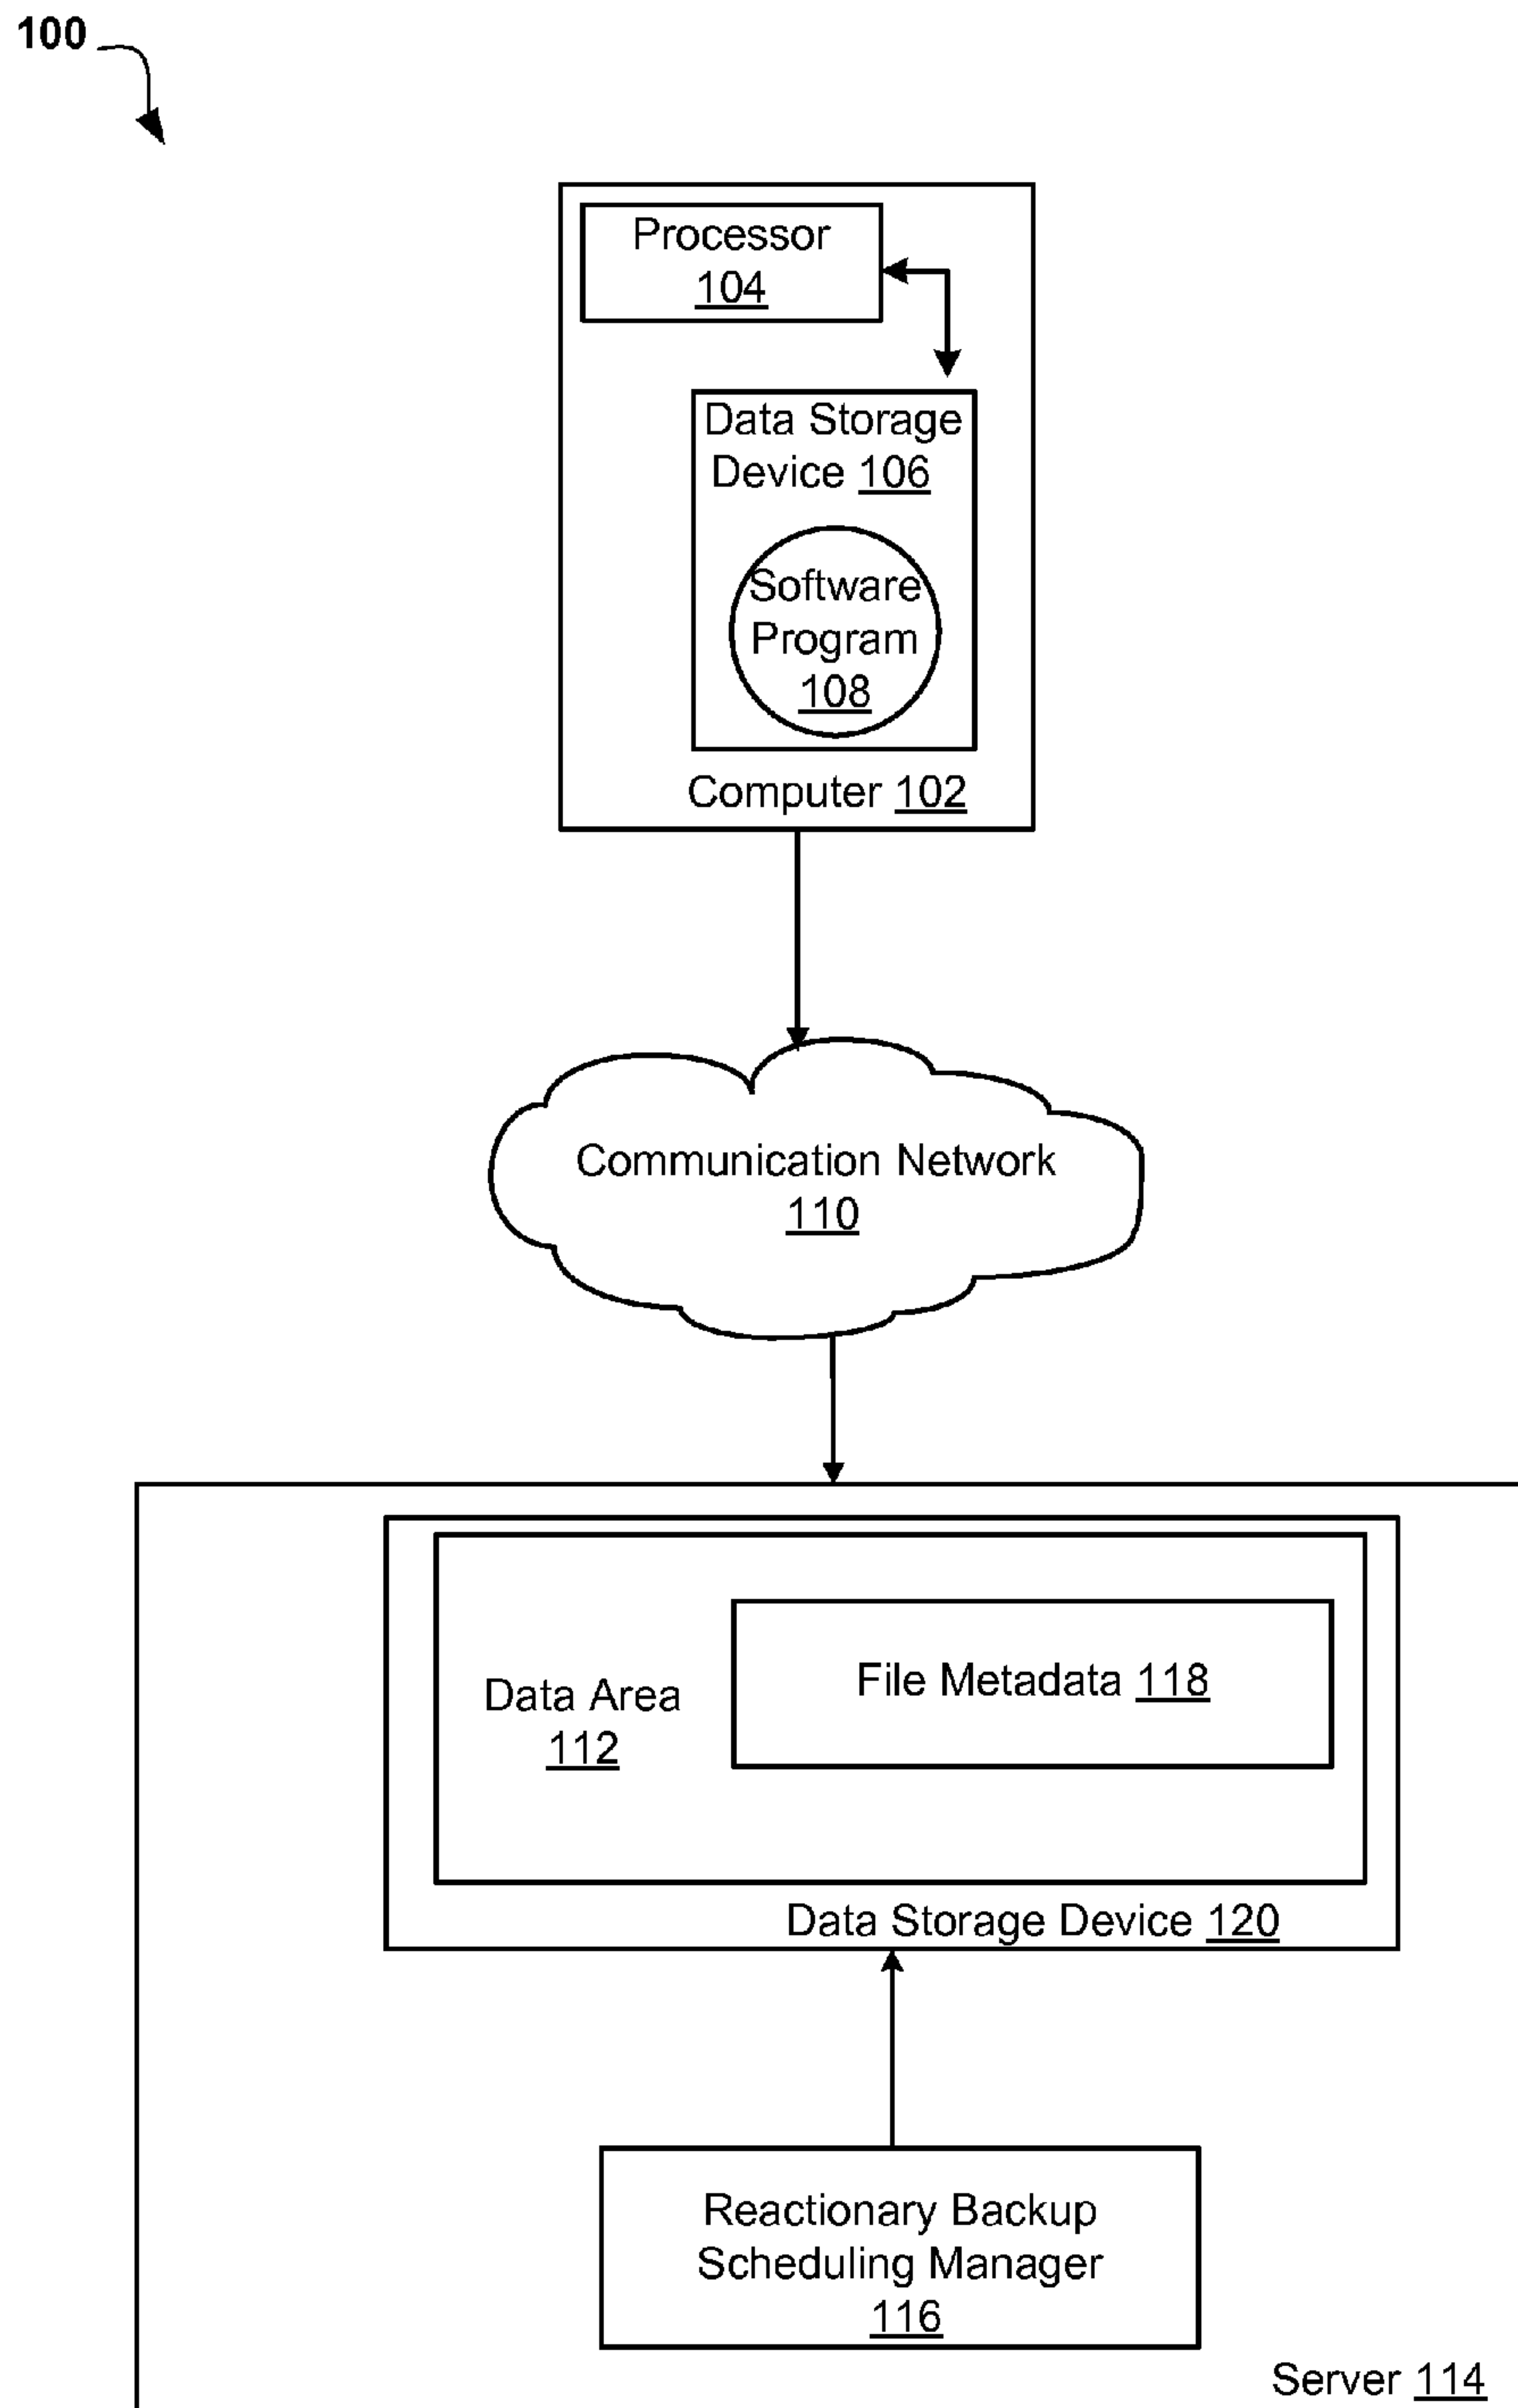 100
Processor
104
Data Storage
Device 106
Software
Program
108
Computer 102
Communication Network
110
File Metadata 118
Data Area
112
Data Storage Device 120
Reactionary Backup
Scheduling Manager
116
Server 114